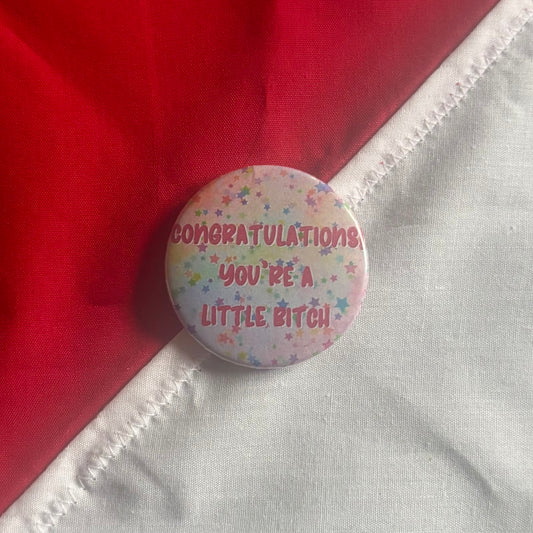 CONGRATULATIONS,
YOU'RE A
LITTLE BITCH